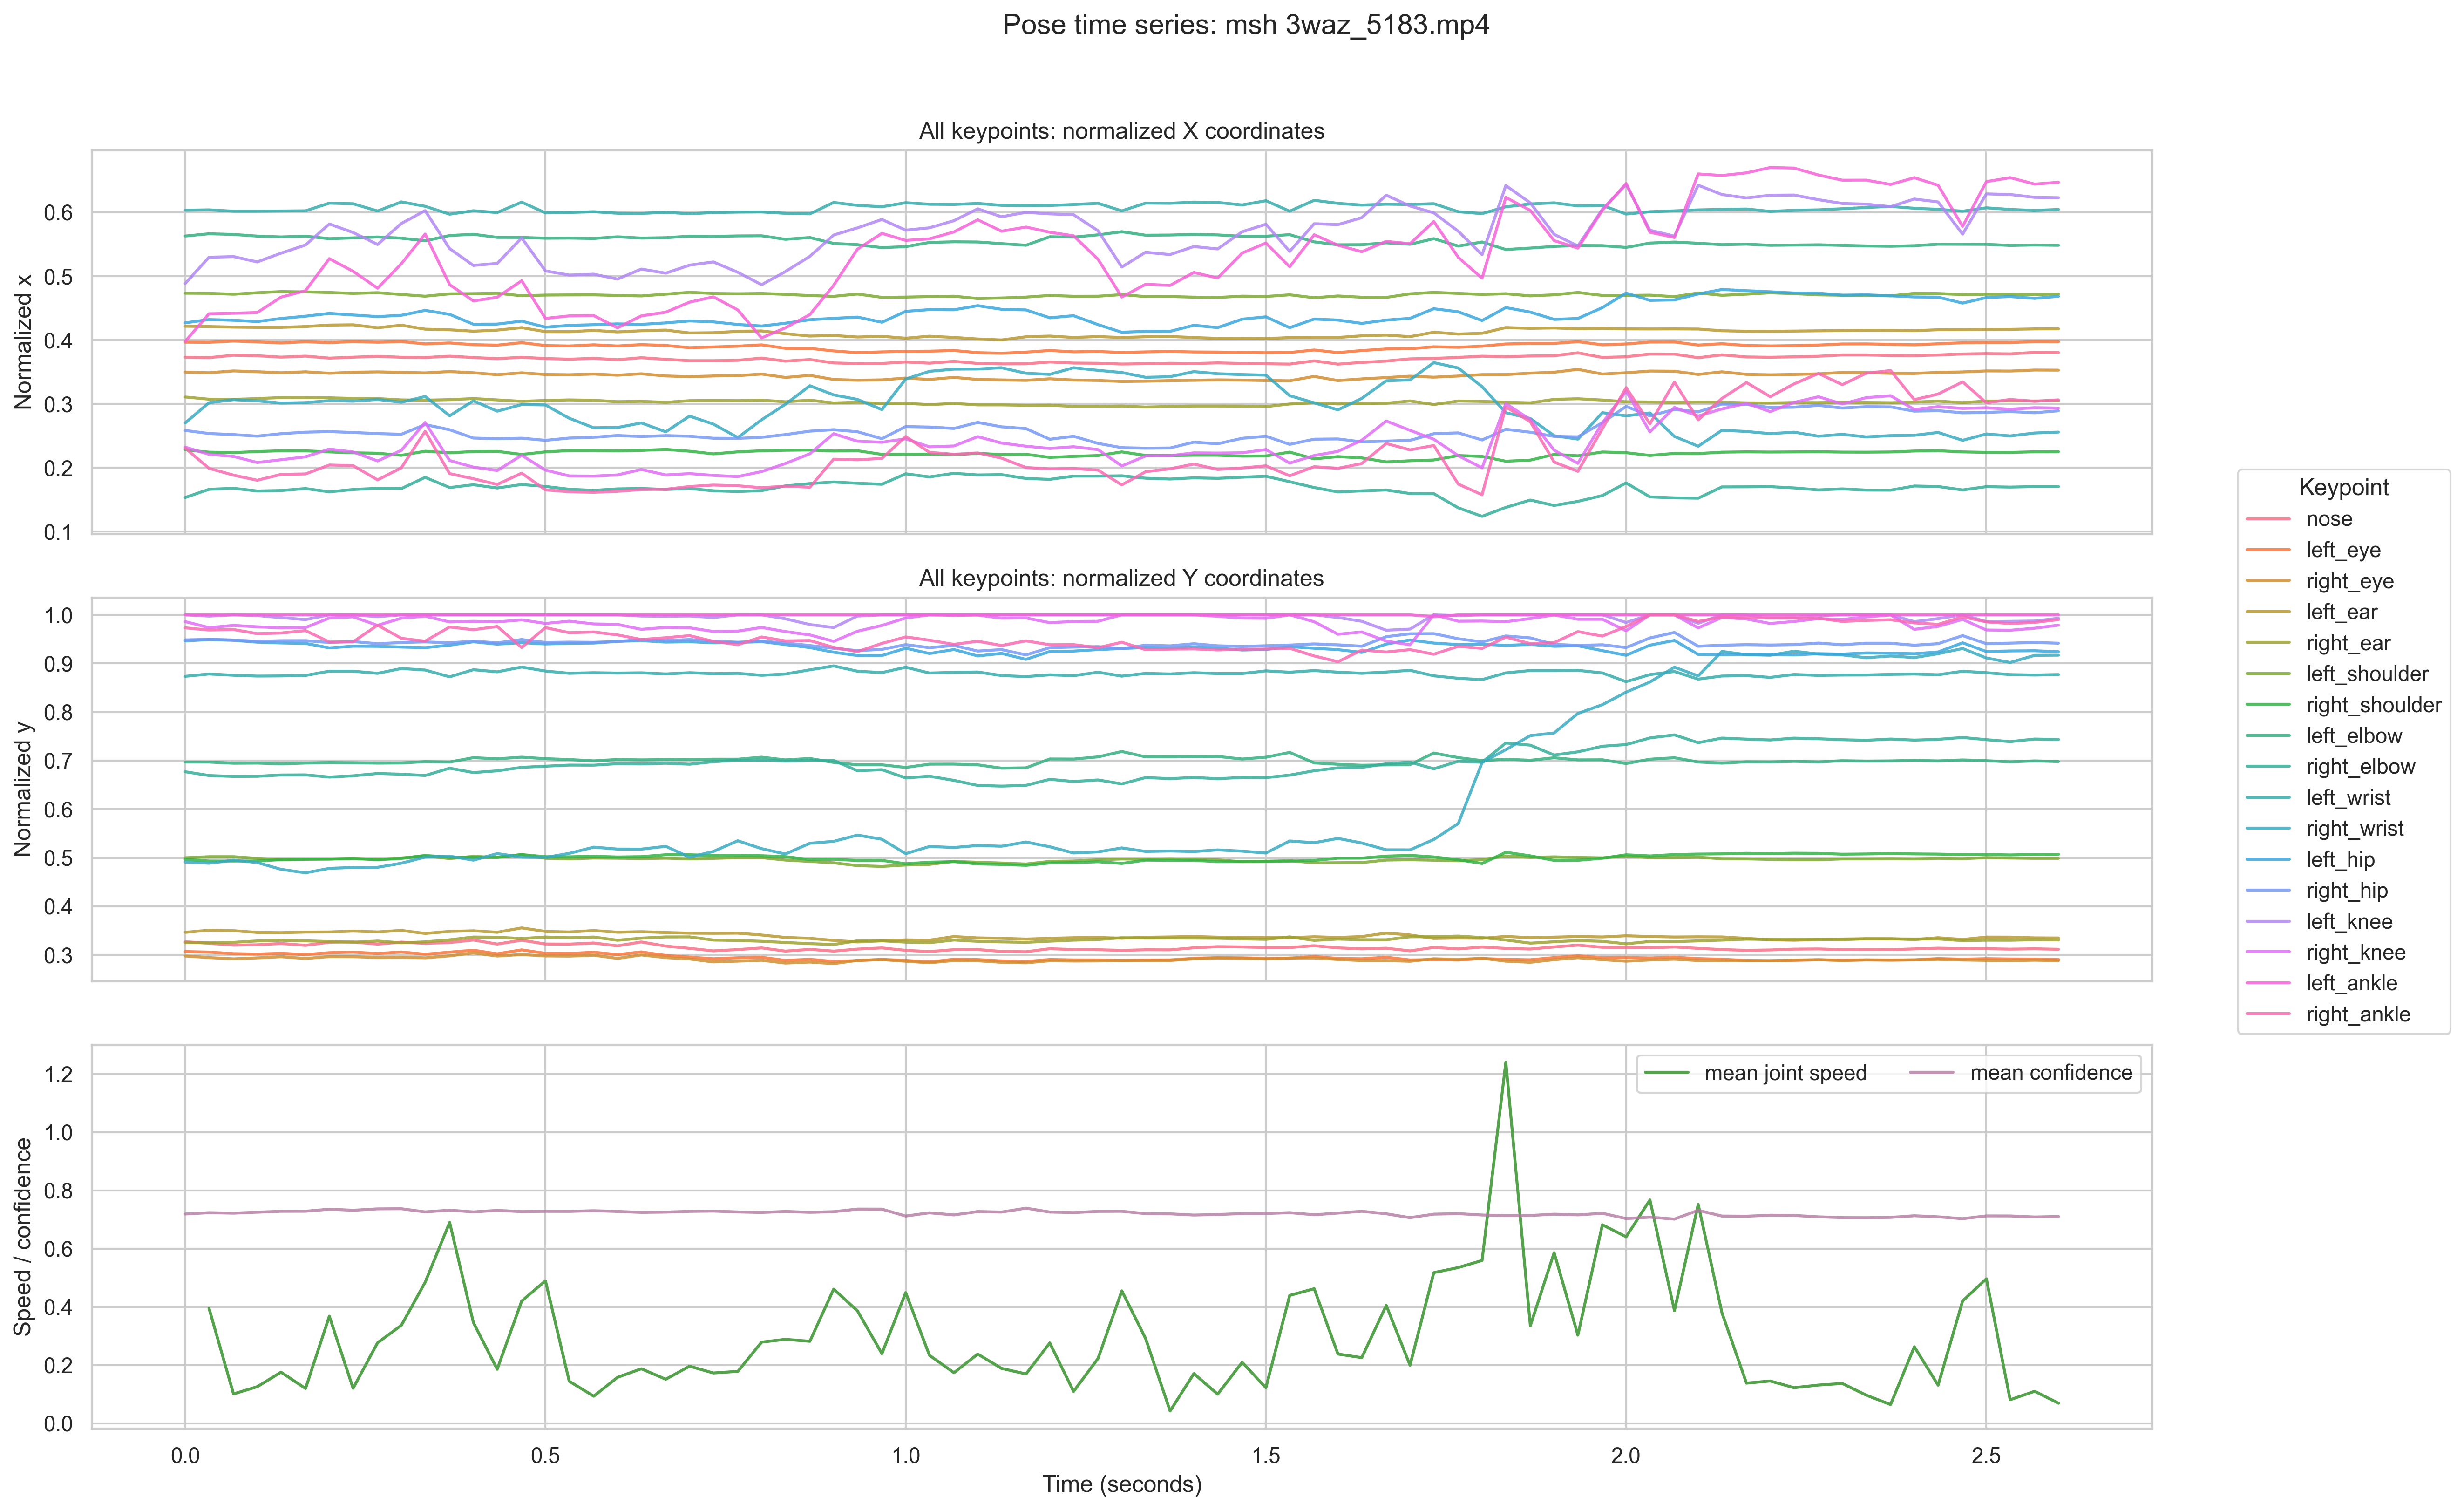 Pose time series: msh 3waz_5183.mp4
All keypoints: normalized X coordinates
Normalized x
0.6
0.5
0.4
0.3
0.2
0.1
All keypoints: normalized Y coordinates
Normalized y
1.0
0.9
0.8
0.7
0.6
0.5
0.4
0.3
Keypoint
nose
left_eye
right_eye
left_ear
right_ear
left_shoulder
right_shoulder
left_elbow
right_elbow
left_wrist
right_wrist
left_hip
right_hip
left_knee
right_knee
left_ankle
right_ankle
mean joint speed mean confidence
Speed / confidence
1.2
1.0
0.8
0.6
0.4
0.2
0.0
0.0 0.5 1.0 1.5 2.0 2.5
Time (seconds)